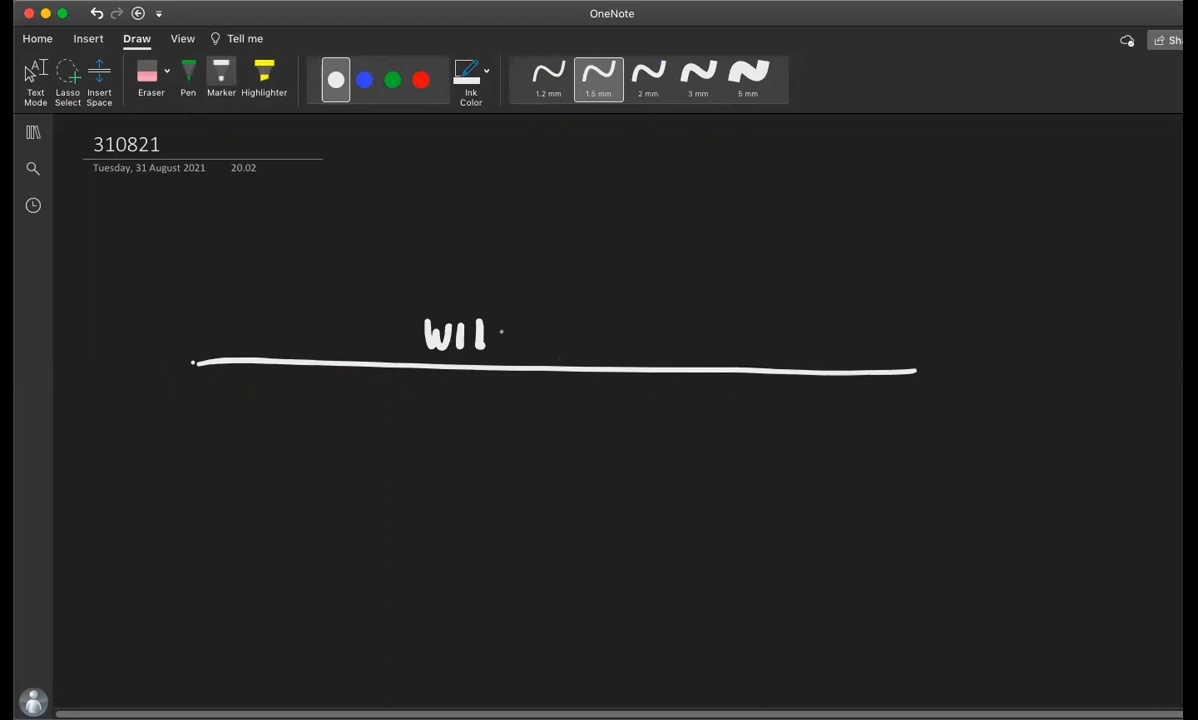 OneNote
Home Insert Draw View Tell me
Sha
Text Mode
Lasso Select
Insert Space
Eraser
Pen
Marker
Highlighter
Ink Color
1.2 mm
1.5 mm
2 mm
3 mm
5 mm
310821
Tuesday, 31 August 2021 20.02
WIL